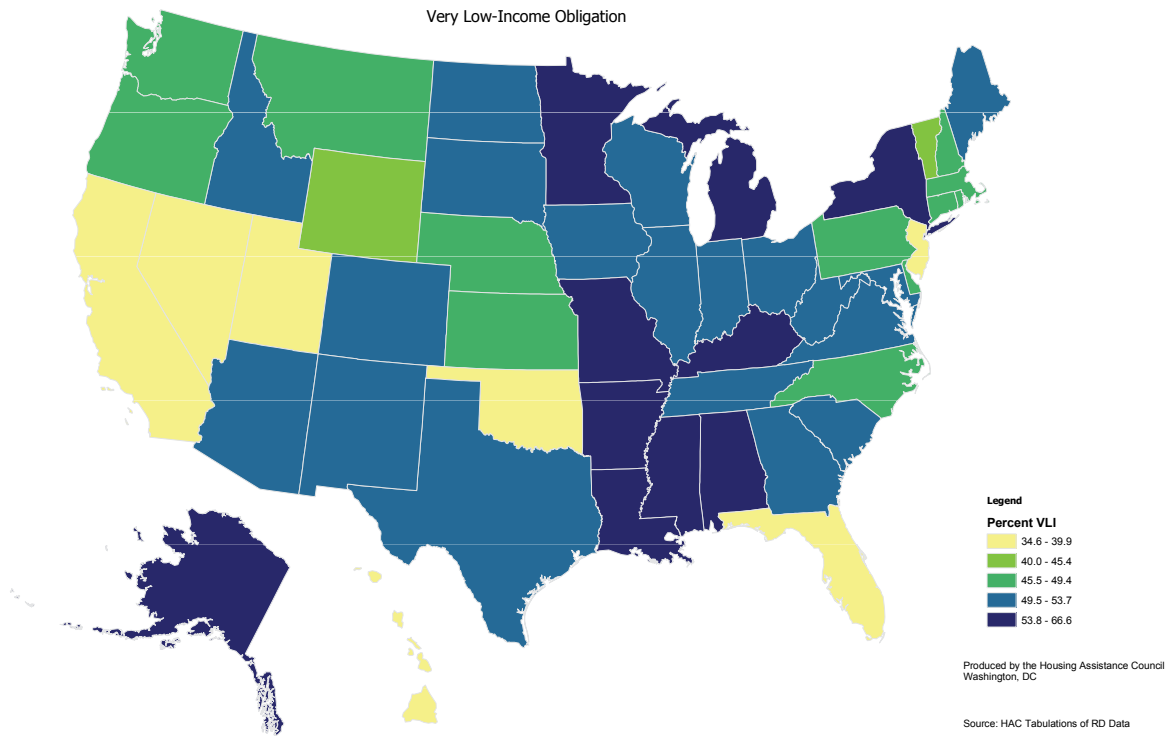 Very Low-Income Obligation
Legend
Percent VLI
34.6 - 39.9
40.0 - 45.4
45.5 - 49.4
49.5 - 53.7
53.8 - 66.6
Produced by the Housing Assistance Council
Washington, DC
Source: HAC Tabulations of RD Data